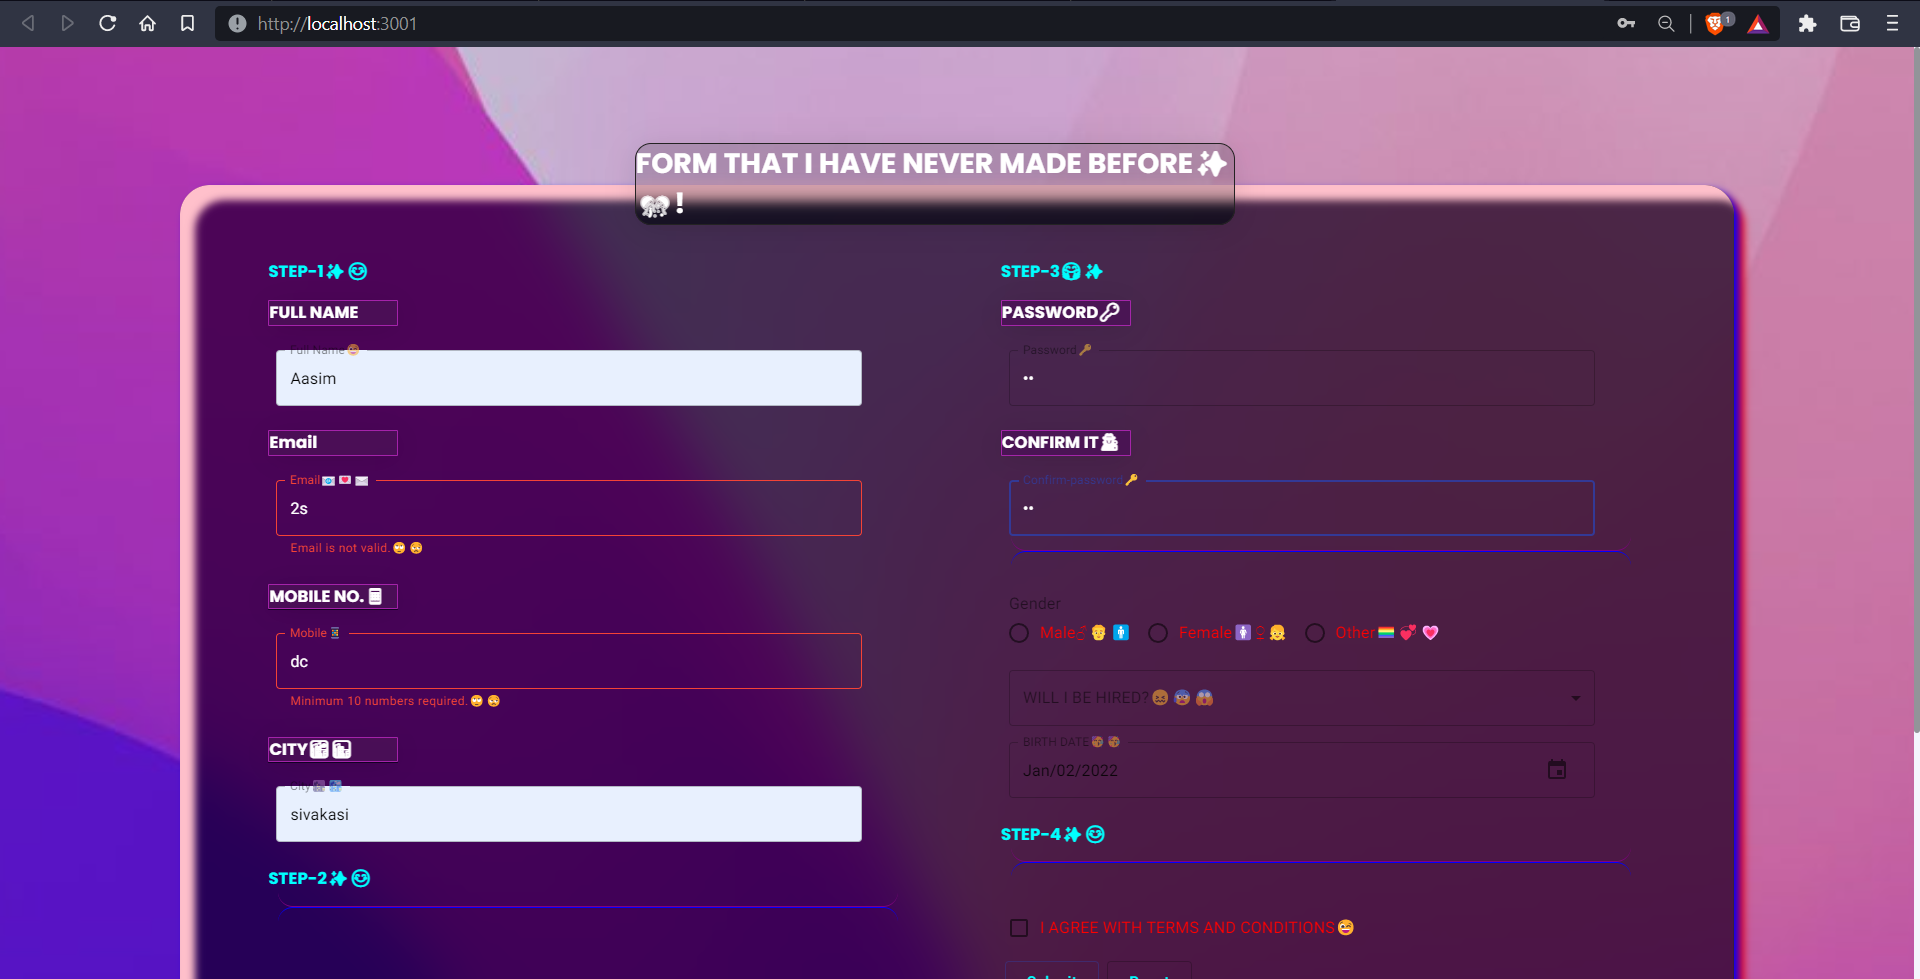 http://localhost:3001
1
FORM THAT I HAVE NEVER MADE BEFORE✨
!
STEP-1✨
FULL NAME
Full Name
Aasim
Email
Email
2s
Email is not valid.
MOBILE NO.
Mobile
dc
Minimum 10 numbers required.
CITY
City
sivakasi
STEP-2✨
STEP-3 ✨
PASSWORD🔑
Password🔑
••
CONFIRM IT
Confirm-password🔑
••
Gender
Male
Female
Other
WILL I BE HIRED?
BIRTH DATE
Jan/02/2022
STEP-4✨
I AGREE WITH TERMS AND CONDITIONS
Submit
Reset